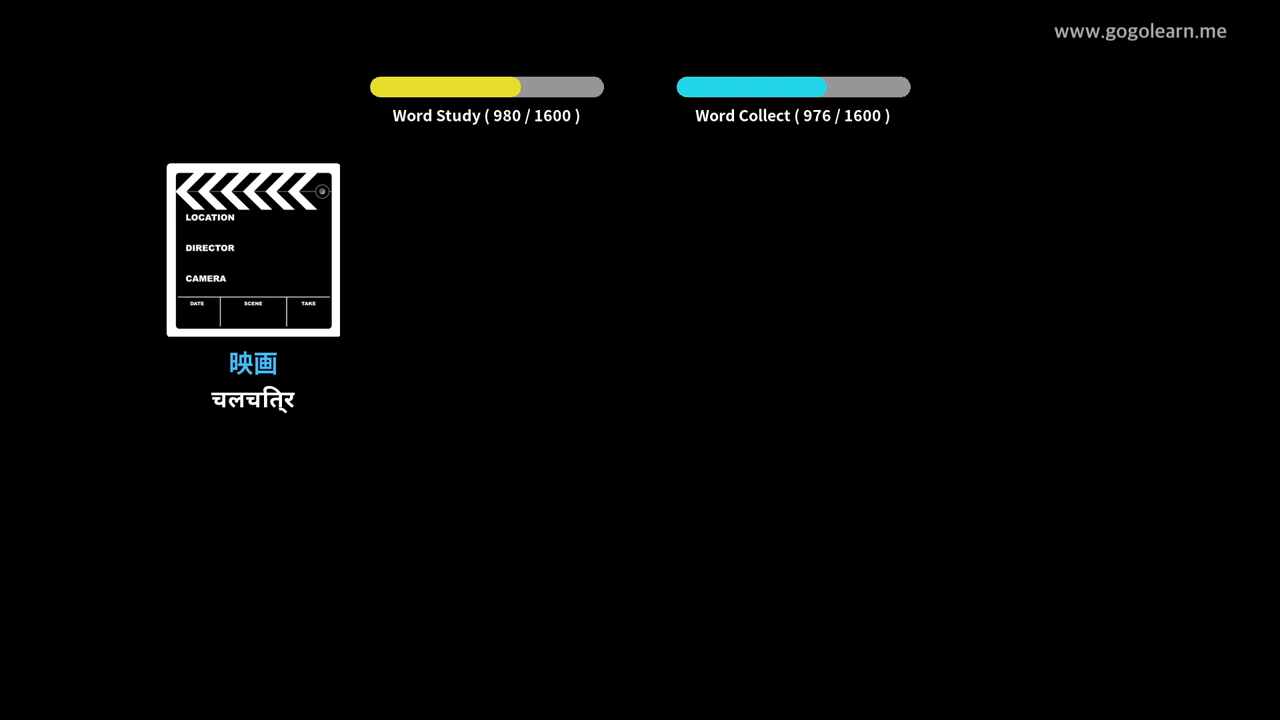 www.gogolearn.me
Word Study ( 980 / 1600 )
Word Collect ( 976 / 1600 )
LOCATION
DIRECTOR
CAMERA
DATE SCENE TAKE
映画
चलचित्र